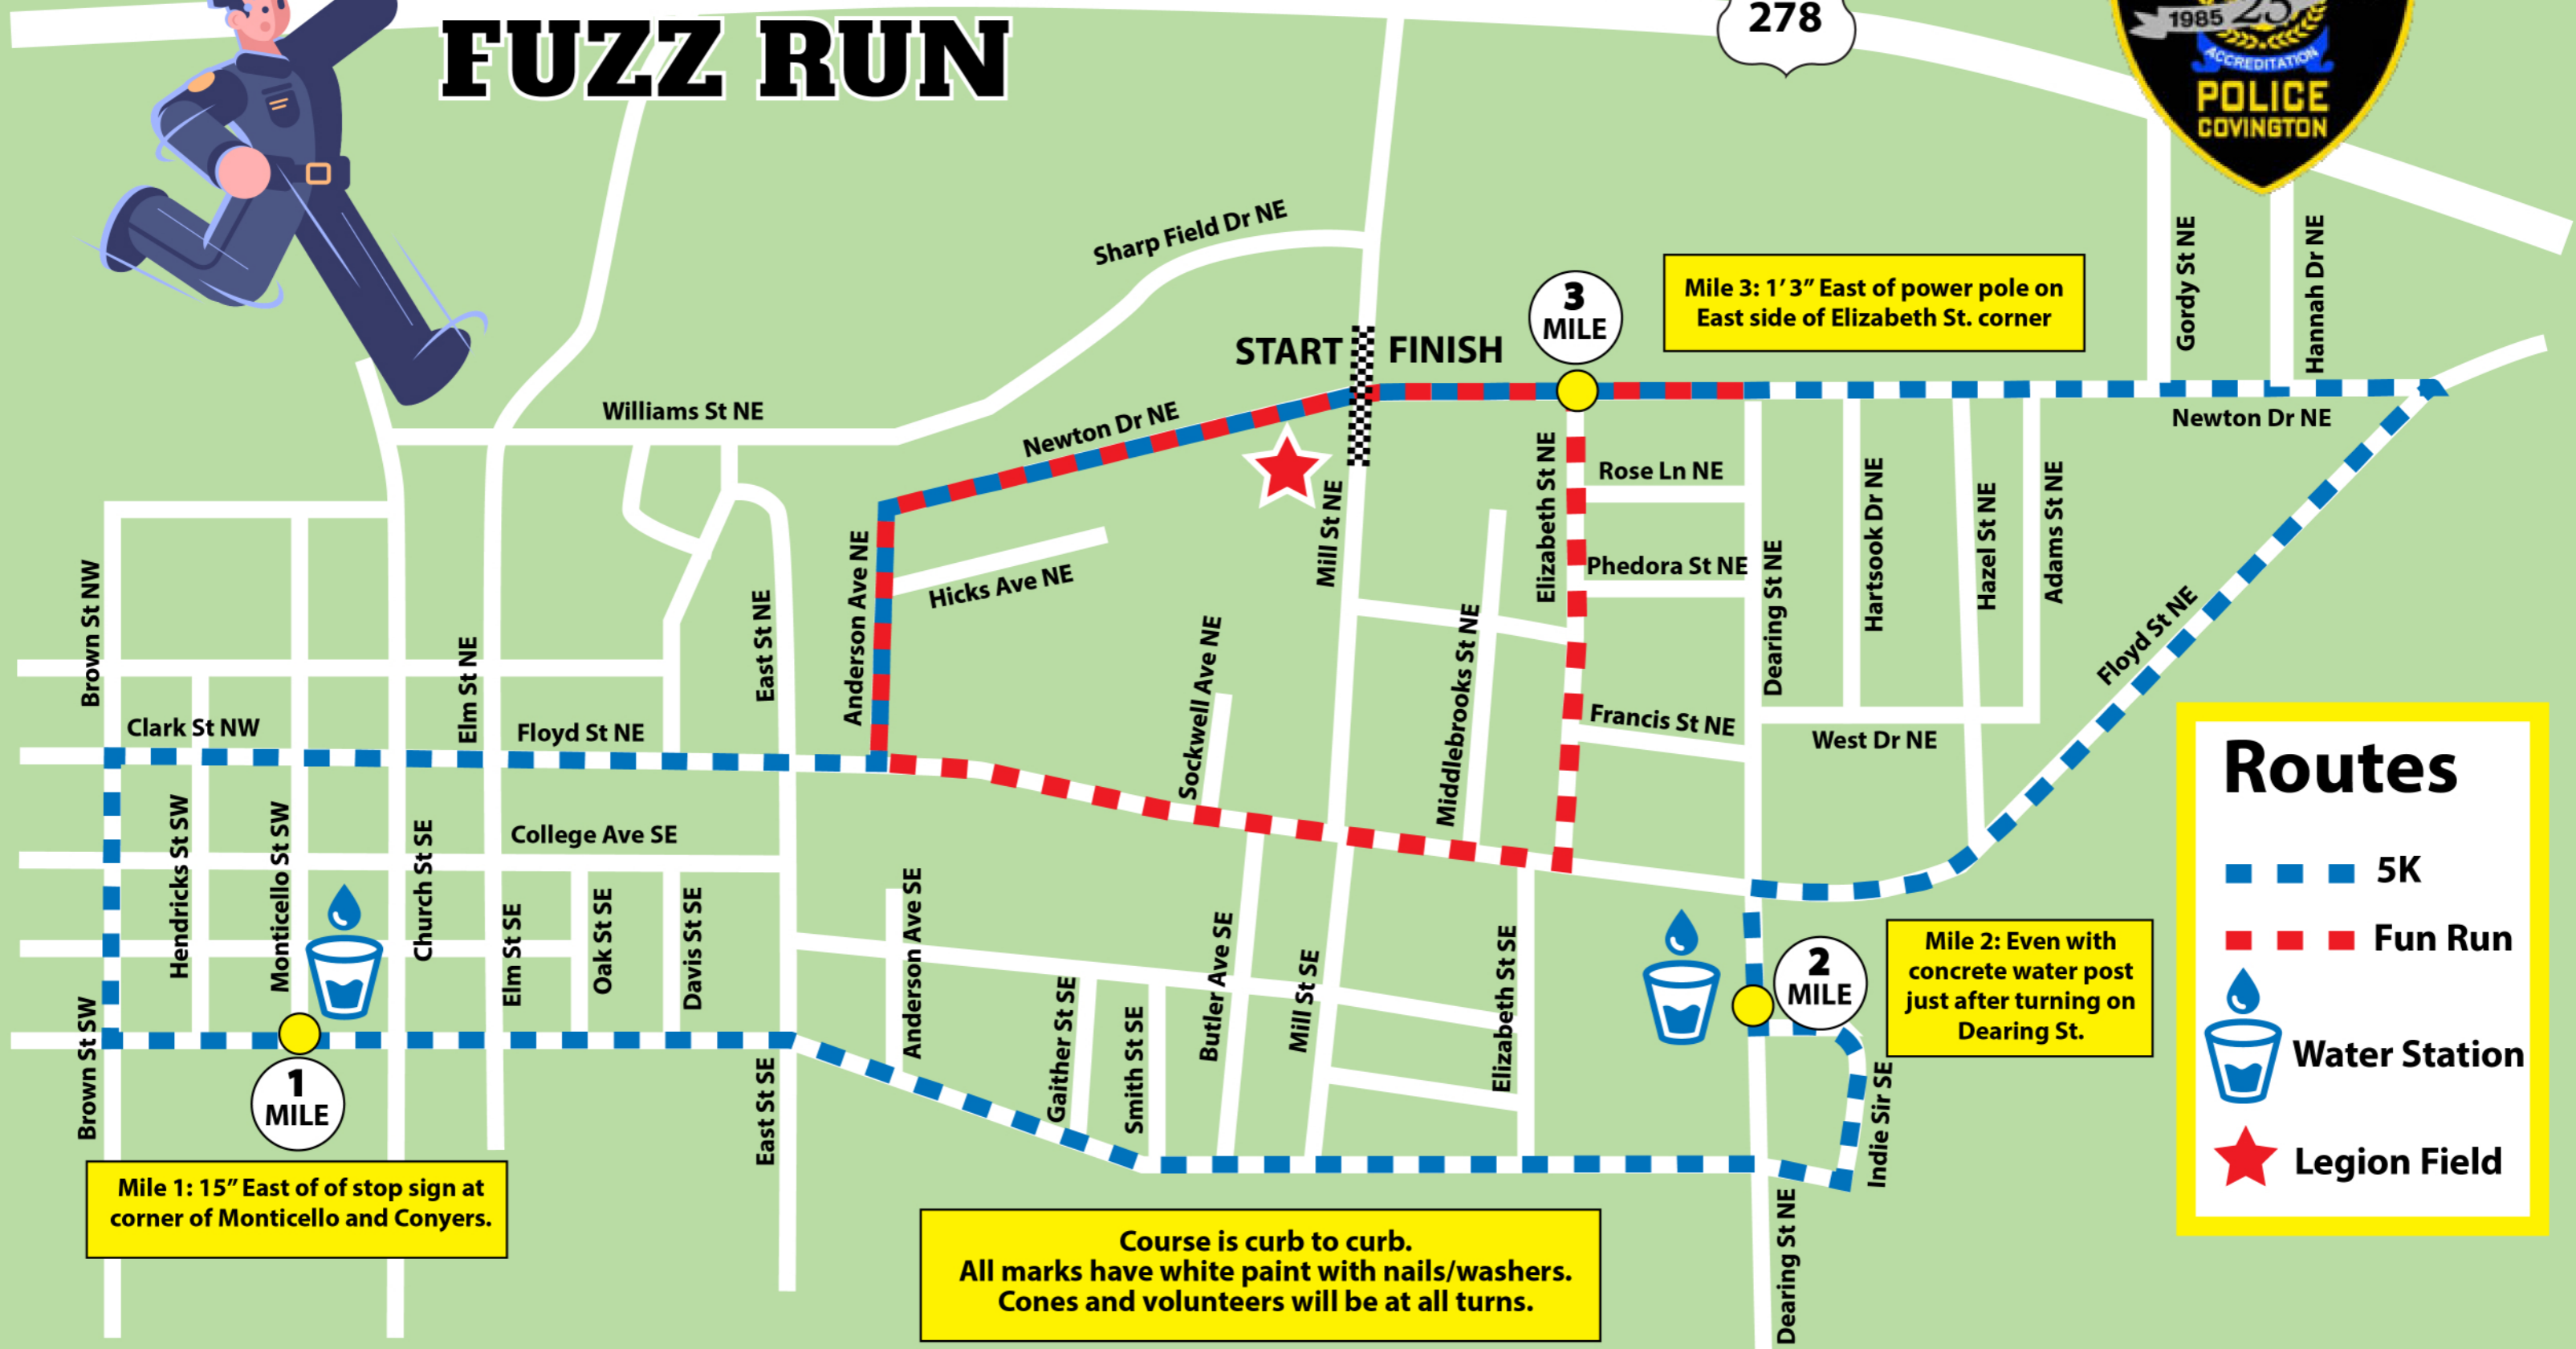 FUZZ RUN
278
1985 25
ACCREDITATION
POLICE
COVINGTON
Sharp Field Dr NE
Gordy St NE
Hannah Dr NE
3
MILE
Mile 3: 1’3” East of power pole on
East side of Elizabeth St. corner
START FINISH
Williams St NE
Newton Dr NE
Newton Dr NE
Elizabeth St NE
Rose Ln NE
Mill St NE
Hartsook Dr NE
Hazel St NE
Adams St NE
Phedora St NE
Dearing St NE
Hicks Ave NE
Anderson Ave NE
East St NE
Brown St NW
Elm St NE
Sockwell Ave NE
Middlebrooks St NE
Floyd St NE
Francis St NE
West Dr NE
Clark St NW
Floyd St NE
Hendricks St SW
Monticello St SW
Church St SE
College Ave SE
Elm St SE
Oak St SE
Davis St SE
Anderson Ave SE
Gaither St SE
Smith St SE
Butler Ave SE
Mill St SE
Elizabeth St SE
2
MILE
Mile 2: Even with
concrete water post
just after turning on
Dearing St.
Indie Sir SE
Brown St SW
East St SE
Dearing St NE
1
MILE
Mile 1: 15” East of of stop sign at
corner of Monticello and Conyers.
Course is curb to curb.
All marks have white paint with nails/washers.
Cones and volunteers will be at all turns.
Routes
5K
Fun Run
Water Station
Legion Field